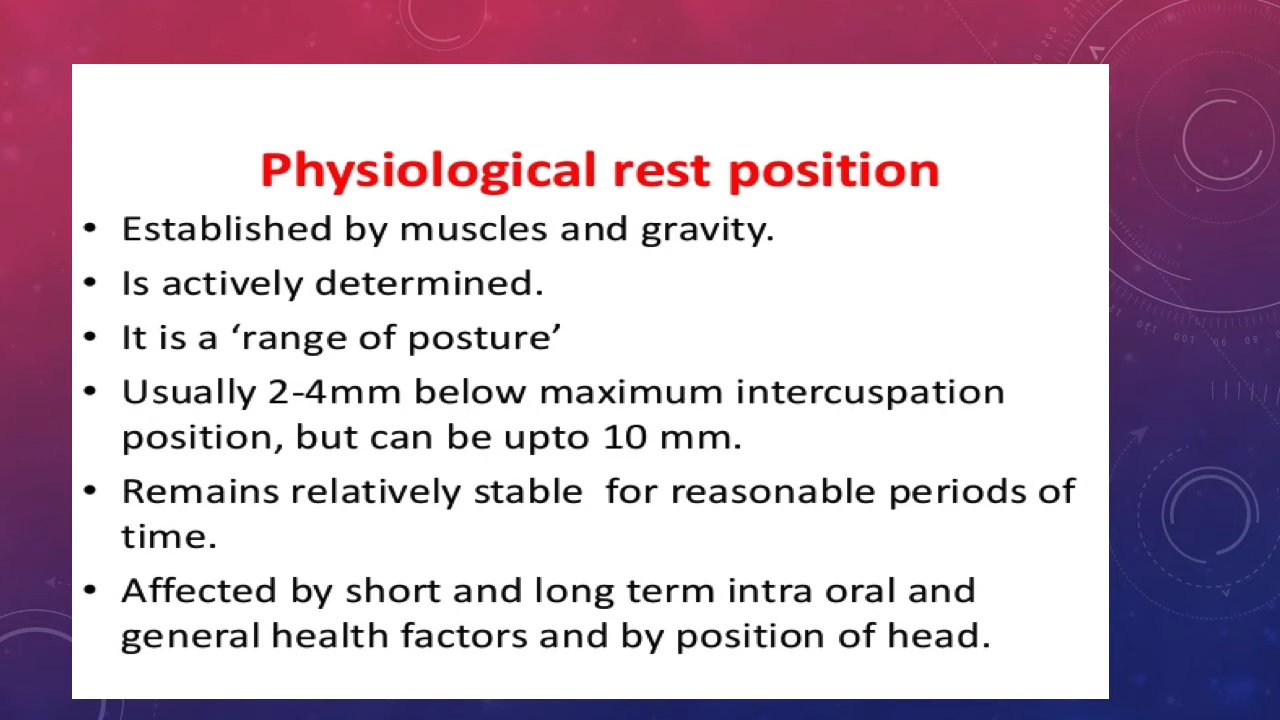 Physiological rest position
• Established by muscles and gravity.
• Is actively determined.
• It is a ‘range of posture’
• Usually 2-4mm below maximum intercuspation
position, but can be upto 10 mm.
• Remains relatively stable  for reasonable periods of
time.
• Affected by short and long term intra oral and
general health factors and by position of head.